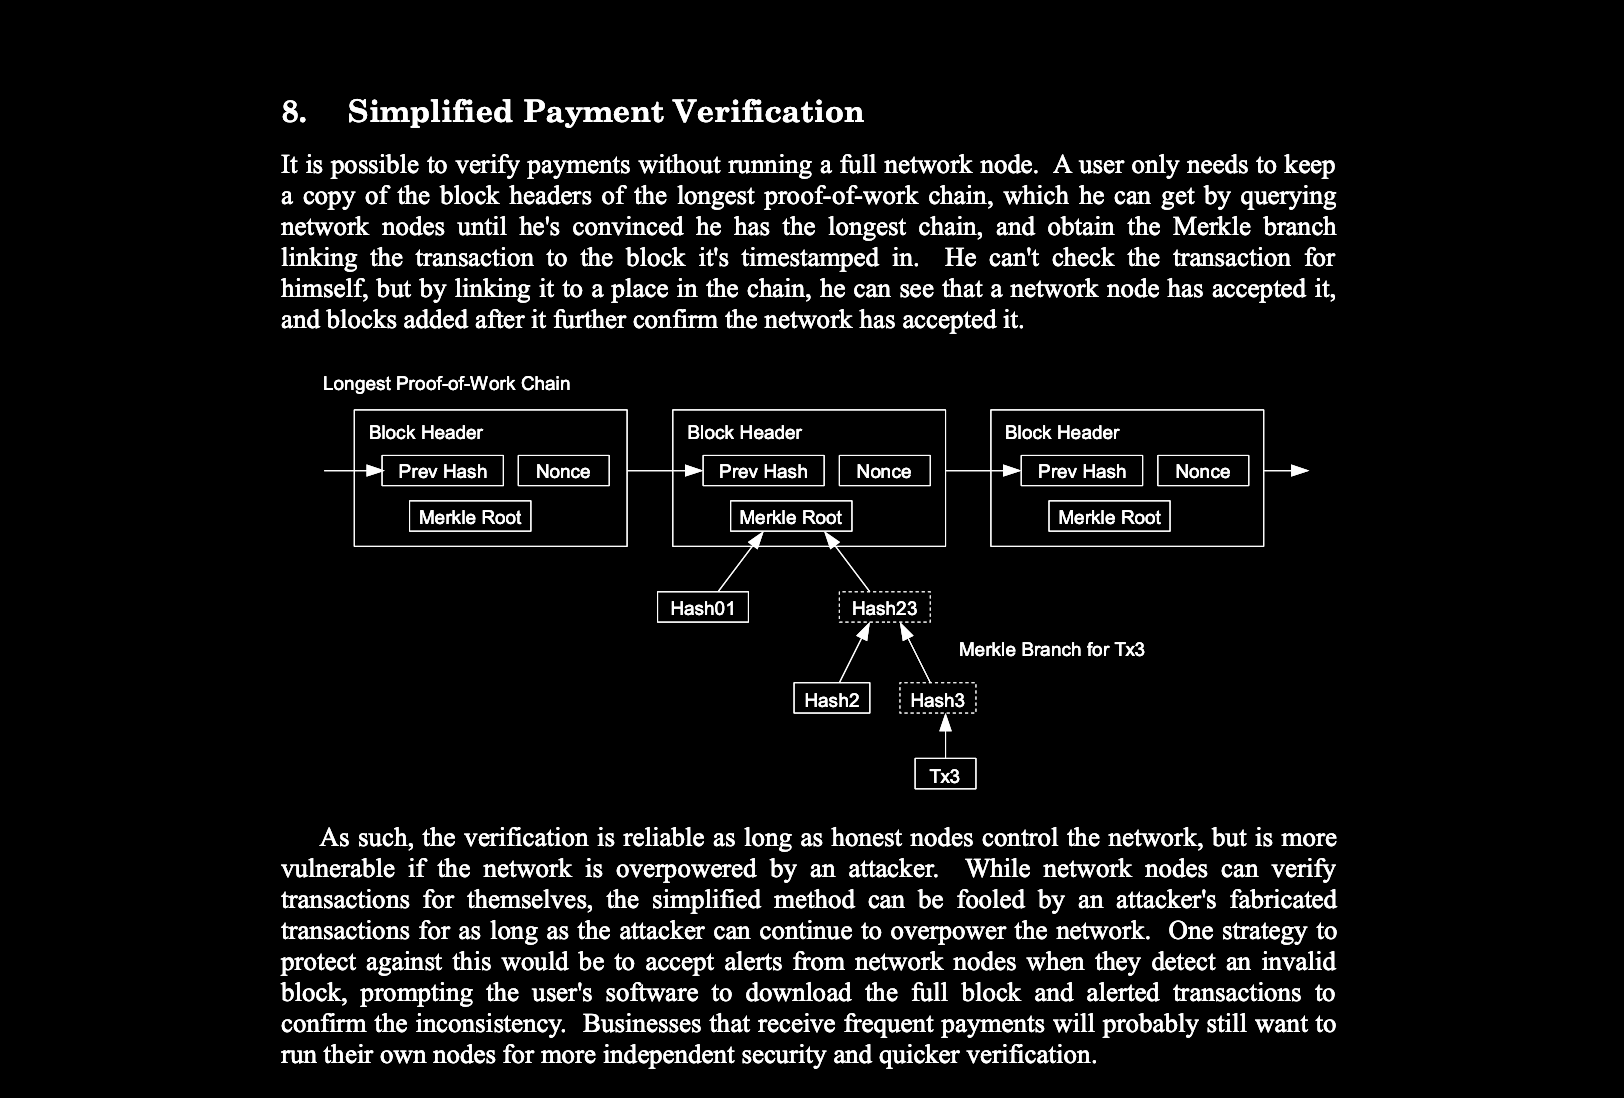 8. Simplified Payment Verification
It is possible to verify payments without running a full network node. A user only needs to keep
a copy of the block headers of the longest proof-of-work chain, which he can get by querying
network nodes until he's convinced he has the longest chain, and obtain the Merkle branch
linking the transaction to the block it's timestamped in. He can't check the transaction for
himself, but by linking it to a place in the chain, he can see that a network node has accepted it,
and blocks added after it further confirm the network has accepted it.
Longest Proof-of-Work Chain
Block Header Block Header Block Header
Prev Hash Nonce Prev Hash Nonce Prev Hash Nonce
Merkle Root Merkle Root Merkle Root
Hash01 Hash23
Merkle Branch for Tx3
Hash2 Hash3
Tx3
As such, the verification is reliable as long as honest nodes control the network, but is more
vulnerable if the network is overpowered by an attacker. While network nodes can verify
transactions for themselves, the simplified method can be fooled by an attacker's fabricated
transactions for as long as the attacker can continue to overpower the network. One strategy to
protect against this would be to accept alerts from network nodes when they detect an invalid
block, prompting the user's software to download the full block and alerted transactions to
confirm the inconsistency. Businesses that receive frequent payments will probably still want to
run their own nodes for more independent security and quicker verification.